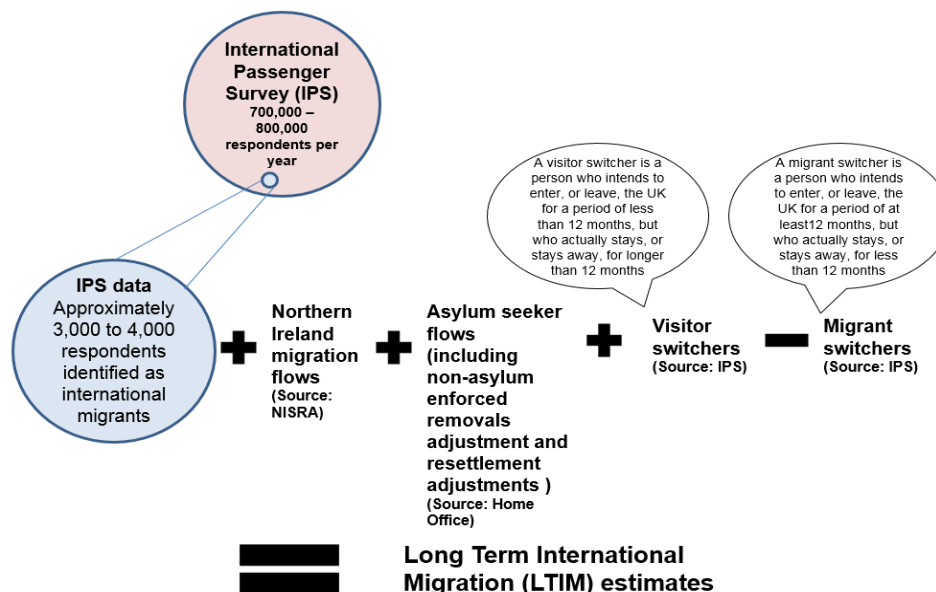 International
Passenger
Survey (IPS)
700,000 –
800,000
respondents per
year
A visitor switcher is a
person who intends to
enter, or leave, the UK
for a period of less
than 12 months, but
who actually stays, or
stays away, for longer
than 12 months
A migrant switcher is
a person who intends
to enter, or leave, the
UK for a period of at
least12 months, but
who actually stays, or
stays away, for less
than 12 months
IPS data
Approximately
3,000 to 4,000
respondents
identified as
international
migrants
+
Northern
Ireland
migration
flows
(Source:
NISRA)
+
Asylum seeker
flows
(including
non-asylum
enforced
removals
adjustment and
resettlement
adjustments )
(Source: Home
Office)
+
Visitor
switchers
(Source: IPS)
−
Migrant
switchers
(Source: IPS)
=
Long Term International
Migration (LTIM) estimates